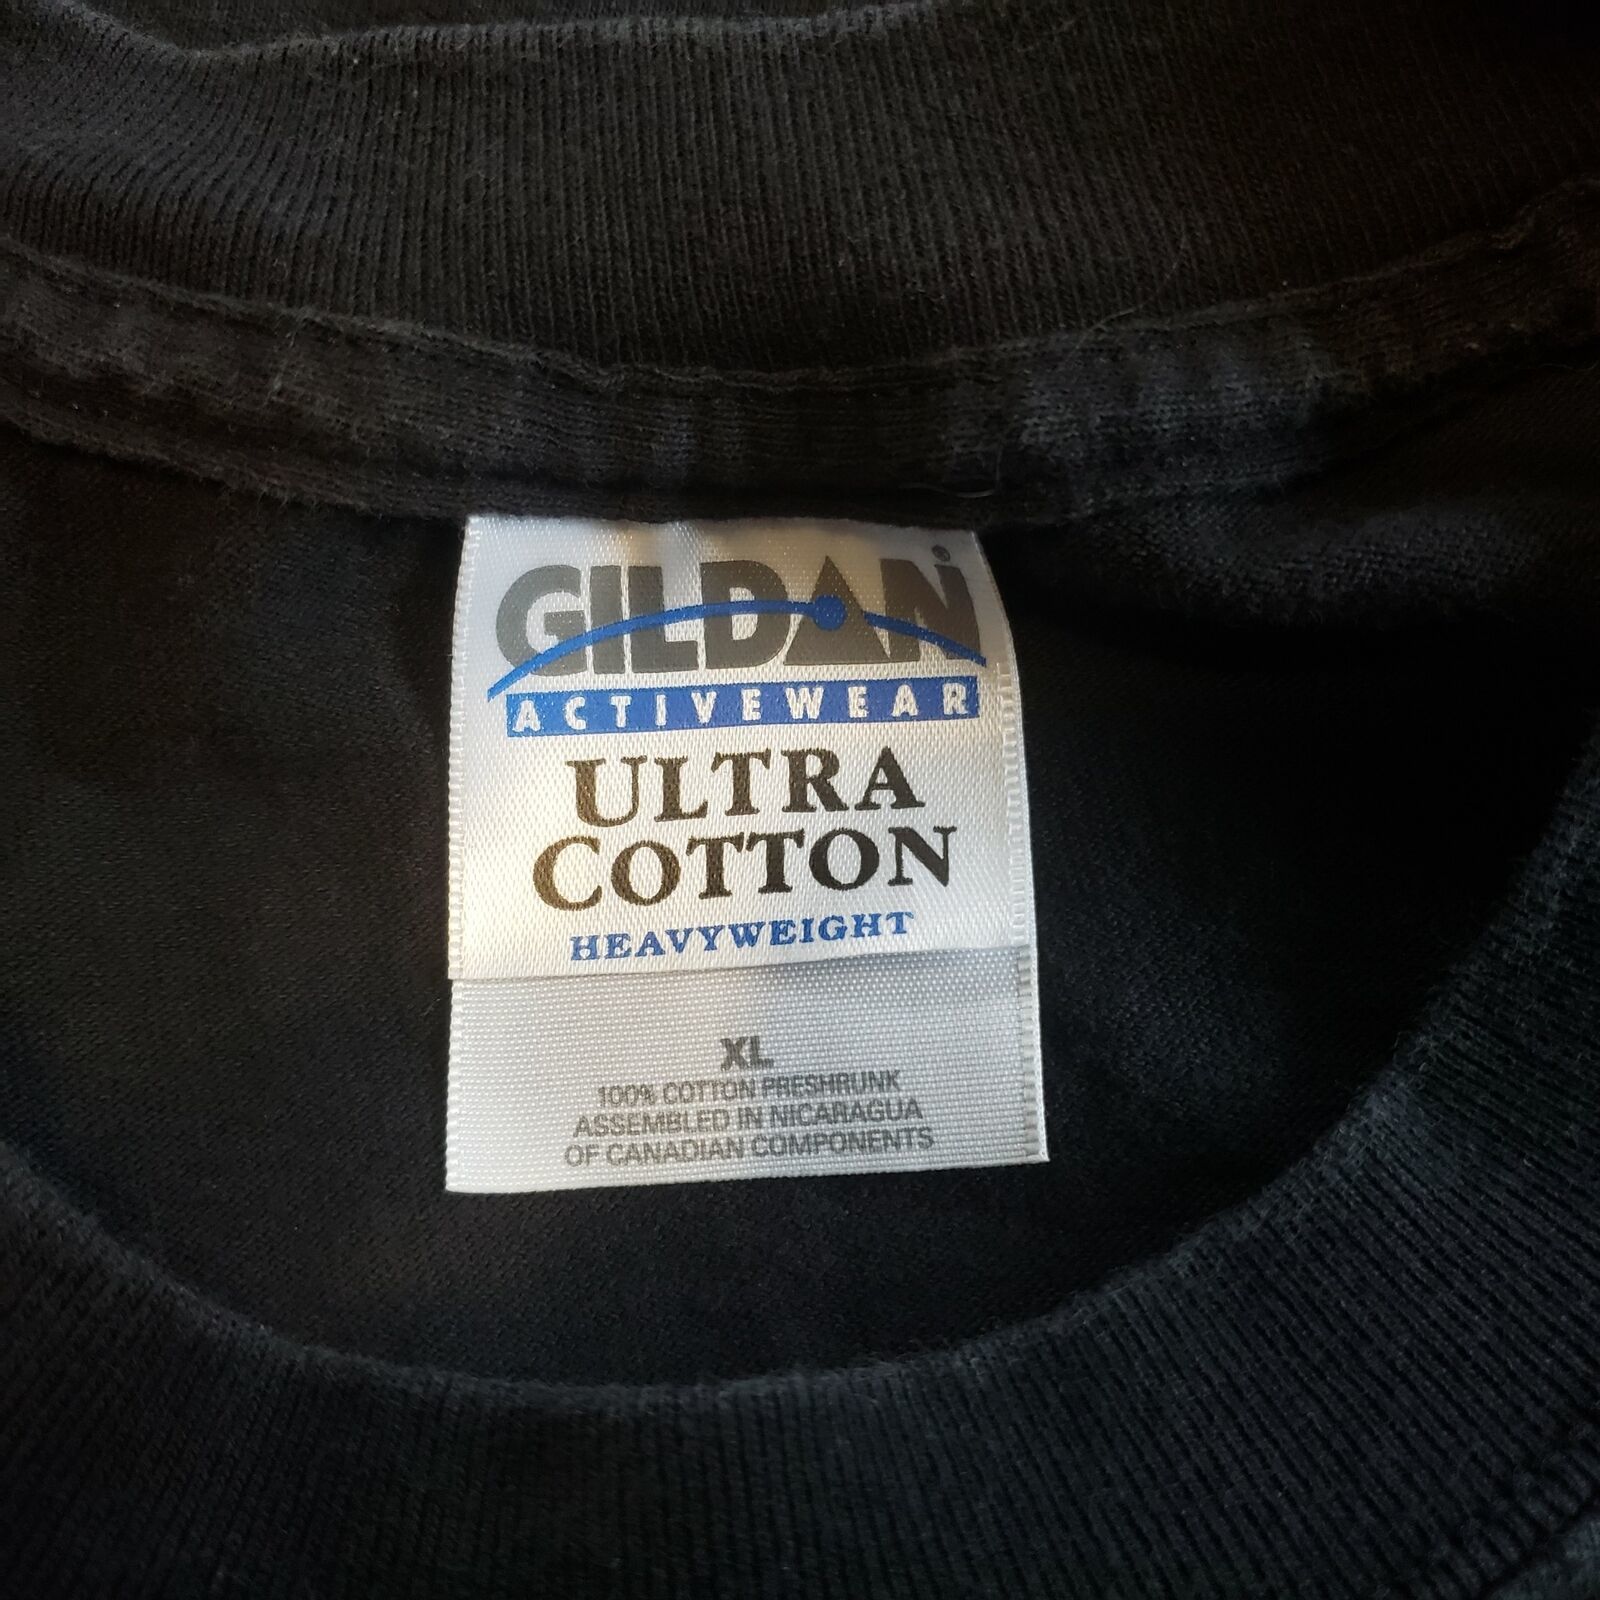 GILDAN®
ACTIVEWEAR
ULTRA
COTTON
HEAVYWEIGHT
XL
100% COTTON PRESHRUNK
ASSEMBLED IN NICARAGUA
OF CANADIAN COMPONENTS